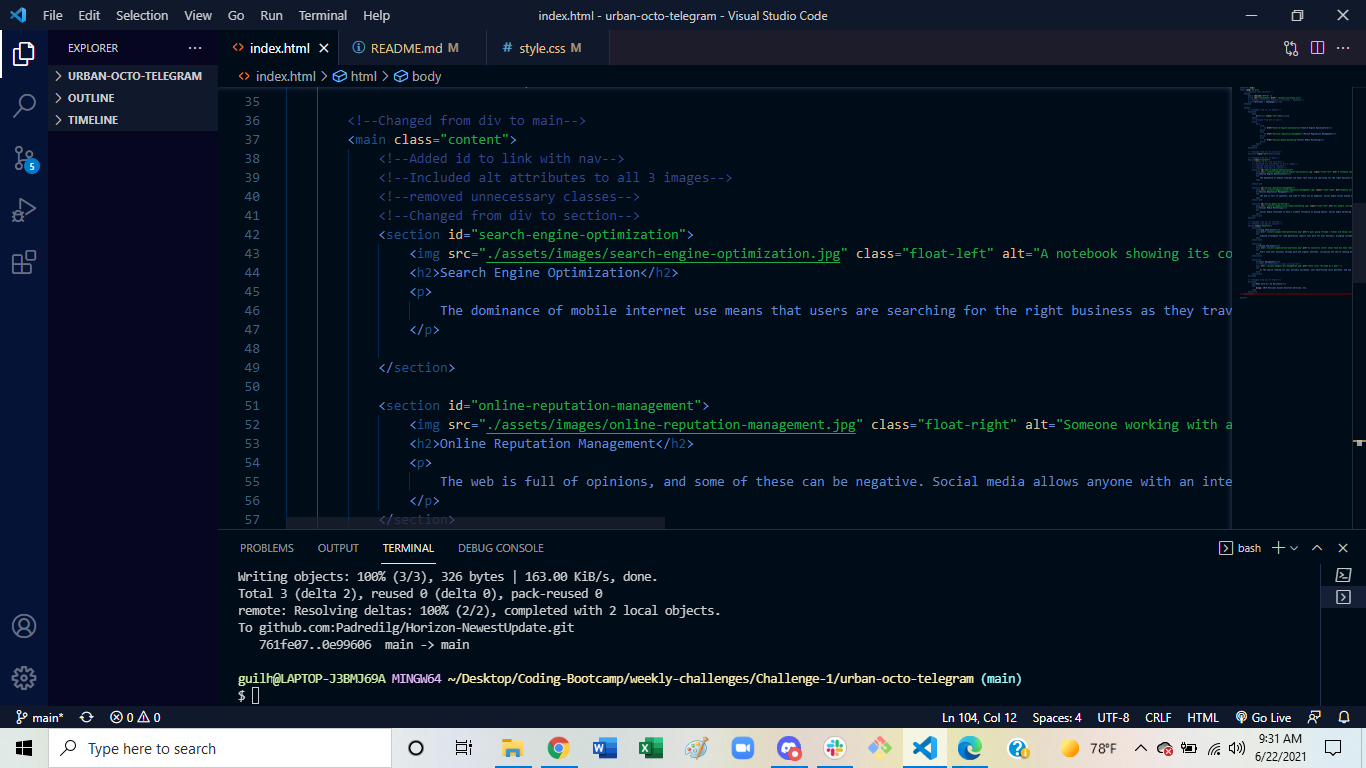 File Edit Selection View Go Run Terminal Help index.html - urban-octo-telegram - Visual Studio Code
EXPLORER
index.html
README.md M
style.css M
URBAN-OCTO-TELEGRAM
OUTLINE
TIMELINE
5
index.html > html > body
35
36 <!--Changed from div to main-->
37 <main class="content">
38 <!--Added id to link with nav-->
39 <!--Included alt attributes to all 3 images-->
40 <!--removed unnecessary classes-->
41 <!--Changed from div to section-->
42 <section id="search-engine-optimization">
43 <img src="./assets/images/search-engine-optimization.jpg" class="float-left" alt="A notebook showing its co
44 <h2>Search Engine Optimization</h2>
45 <p>
46 The dominance of mobile internet use means that users are searching for the right business as they trav
47 </p>
48
49 </section>
50
51 <section id="online-reputation-management">
52 <img src="./assets/images/online-reputation-management.jpg" class="float-right" alt="Someone working with a
53 <h2>Online Reputation Management</h2>
54 <p>
55 The web is full of opinions, and some of these can be negative. Social media allows anyone with an inte
56 </p>
57 </section>
PROBLEMS OUTPUT TERMINAL DEBUG CONSOLE bash
Writing objects: 100% (3/3), 326 bytes | 163.00 KiB/s, done.
Total 3 (delta 2), reused 0 (delta 0), pack-reused 0
remote: Resolving deltas: 100% (2/2), completed with 2 local objects.
To github.com:Padredilg/Horizon-NewestUpdate.git
761fe07..0e99606 main -> main
guilh@LAPTOP-J3BMJ69A MINGW64 ~/Desktop/Coding-Bootcamp/weekly-challenges/Challenge-1/urban-octo-telegram (main)
$
main* 0 0 Ln 104, Col 12 Spaces: 4 UTF-8 CRLF HTML Go Live
Type here to search
78°F
9:31 AM
6/22/2021